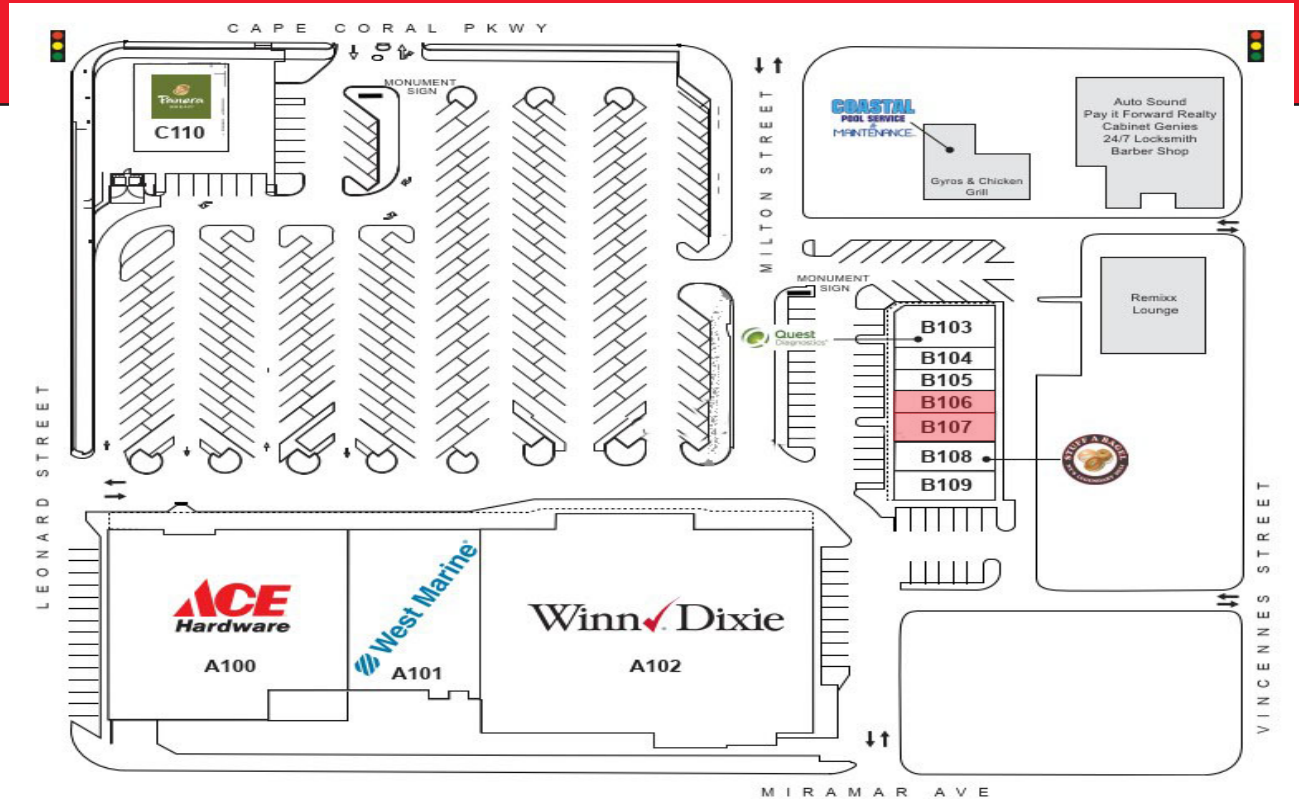 CAPE CORAL PKWY
MONUMENT
SIGN
Panera
BREAD
C110
MILTON STREET
COASTAL
POOL SERVICE
&
MAINTENANCE
Gyros & Chicken
Grill
Auto Sound
Pay it Forward Realty
Cabinet Genies
24/7 Locksmith
Barber Shop
MONUMENT
SIGN
Remixx
Lounge
Quest
Diagnostics
B103
B104
B105
B106
B107
B108
B109
STUFF A BAGEL
LEONARD STREET
VINCENNES STREET
ACE
Hardware
A100
West Marine
A101
Winn Dixie
A102
MIRAMAR AVE